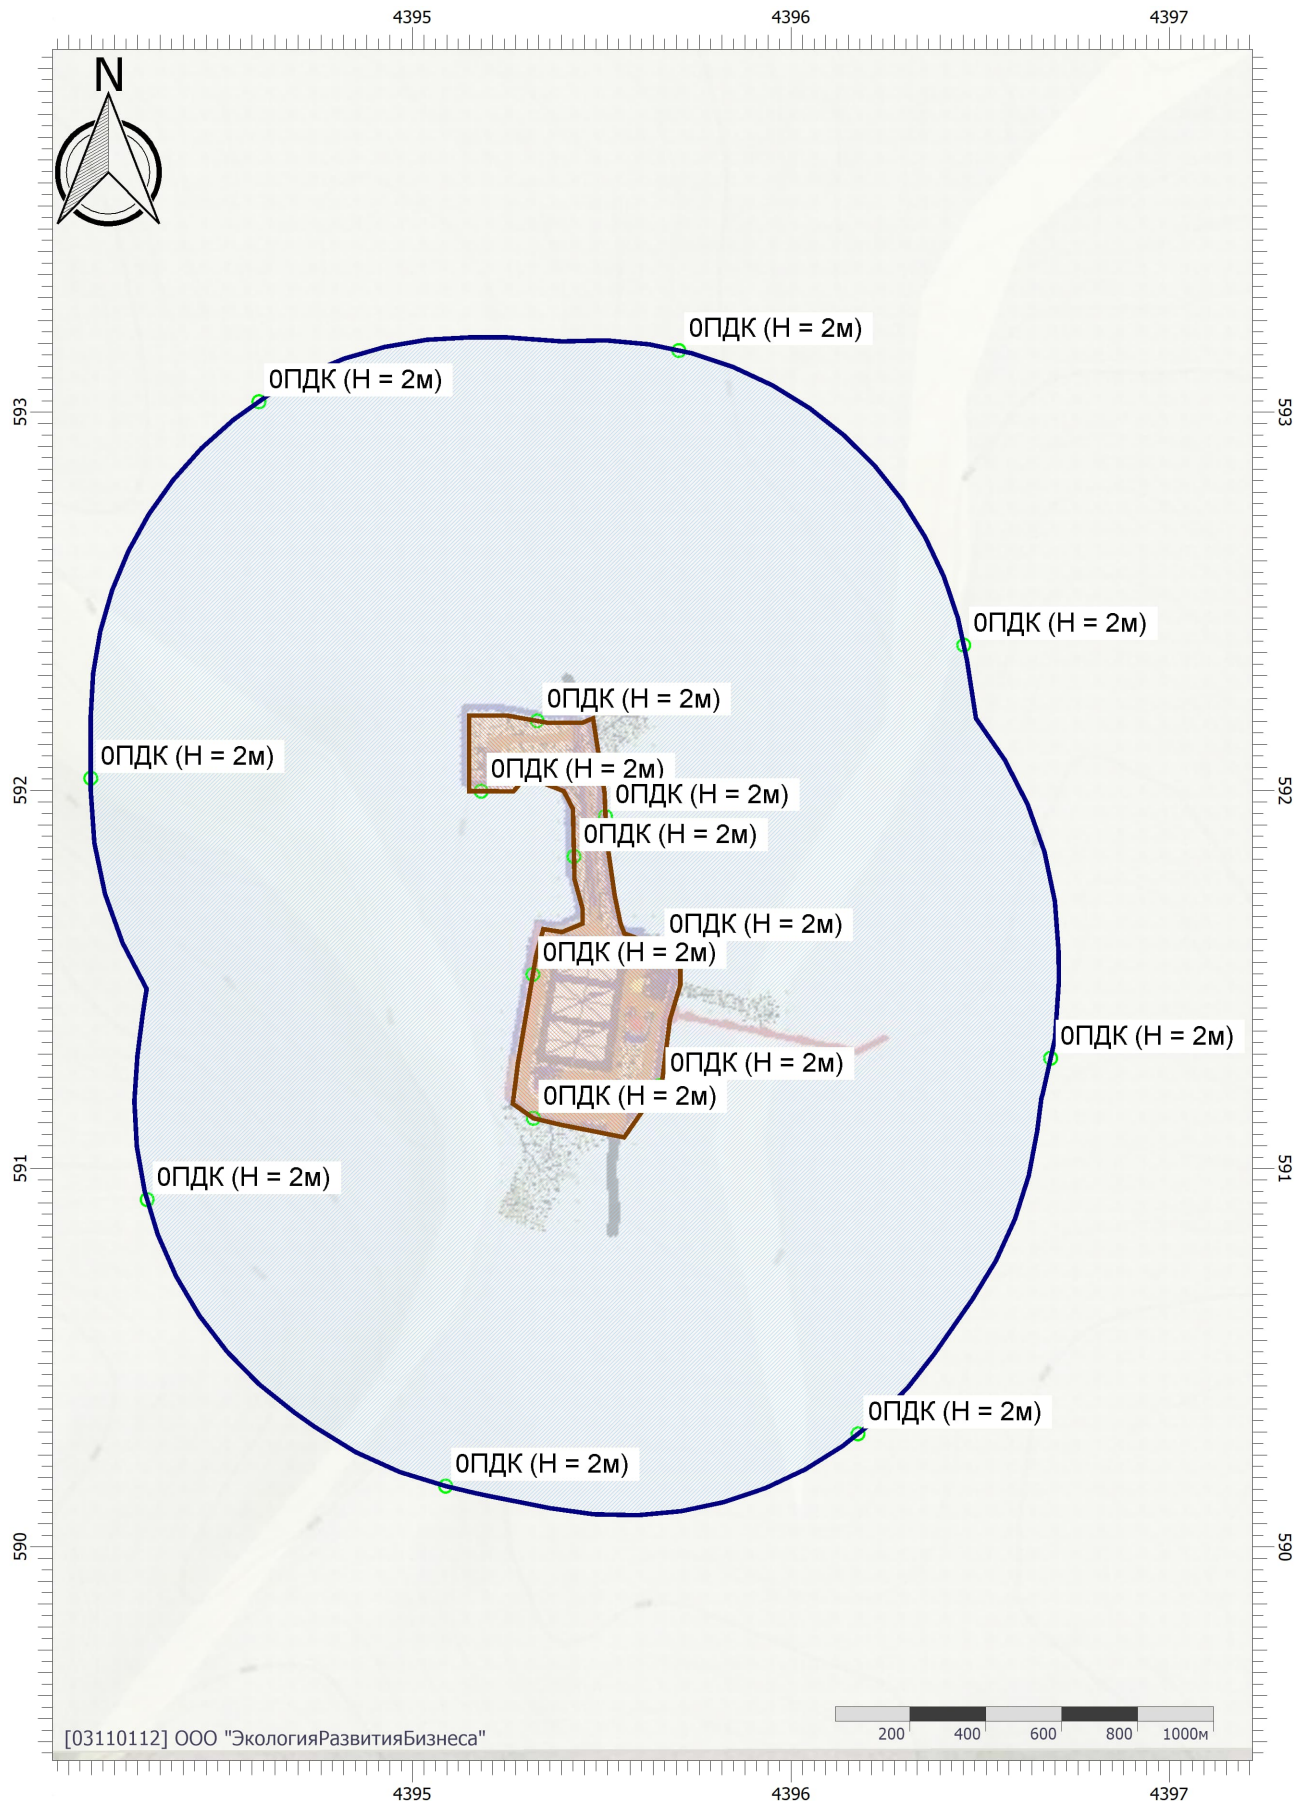 4395 4396 4397
N
0ПДК (Н = 2м)
0ПДК (Н = 2м)
593 593
0ПДК (Н = 2м)
0ПДК (Н = 2м)
0ПДК (Н = 2м)
0ПДК (Н = 2м)
592 592
0ПДК (Н = 2м)
0ПДК (Н = 2м)
0ПДК (Н = 2м)
0ПДК (Н = 2м)
0ПДК (Н = 2м)
0ПДК (Н = 2м)
0ПДК (Н = 2м)
591 591
0ПДК (Н = 2м)
0ПДК (Н = 2м)
0ПДК (Н = 2м)
590 590
200 400 600 800 1000м
[03110112] ООО "ЭкологияРазвитияБизнеса"
4395 4396 4397